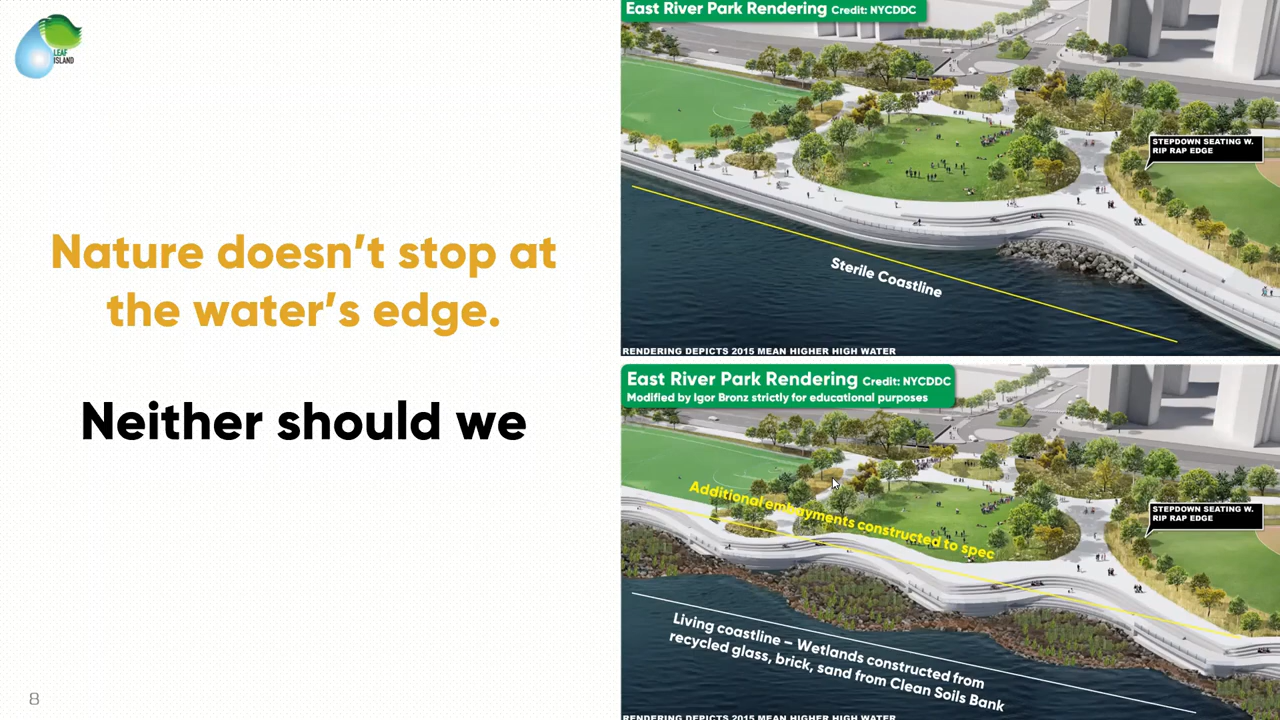 LEAF
ISLAND
Nature doesn’t stop at
the water’s edge.
Neither should we
8
East River Park Rendering Credit: NYCDDC
STEPDOWN SEATING W.
RIP RAP EDGE
Sterile Coastline
RENDERING DEPICTS 2015 MEAN HIGHER HIGH WATER
East River Park Rendering Credit: NYCDDC
Modified by Igor Bronz strictly for educational purposes
Additional embayments constructed to spec
STEPDOWN SEATING W.
RIP RAP EDGE
Living coastline – Wetlands constructed from
recycled glass, brick, sand from Clean Soils Bank
RENDERING DEPICTS 2015 MEAN HIGHER HIGH WATER